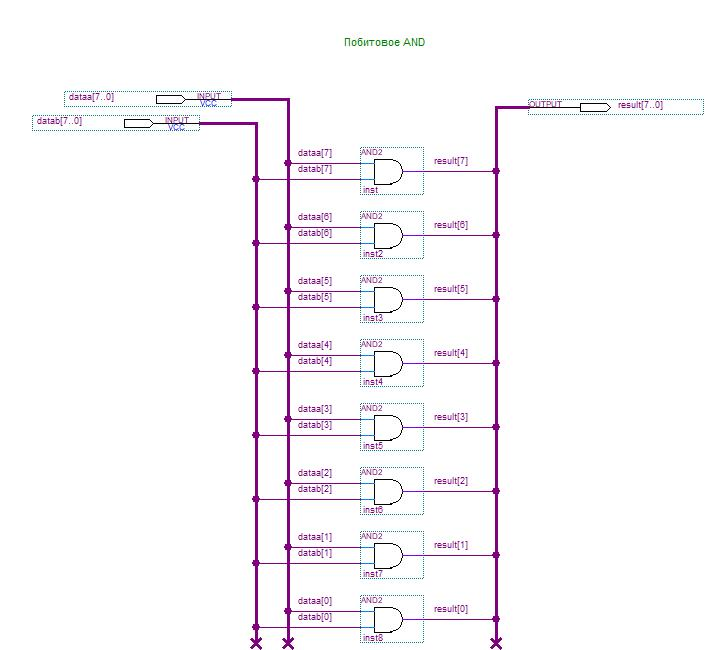 Побитовое AND
dataa[7..0] INPUT VCC
OUTPUT result[7..0]
datab[7..0] INPUT VCC
AND2
dataa[7]
datab[7]
result[7]
inst
AND2
dataa[6]
datab[6]
result[6]
inst2
AND2
dataa[5]
datab[5]
result[5]
inst3
AND2
dataa[4]
datab[4]
result[4]
inst4
AND2
dataa[3]
datab[3]
result[3]
inst5
AND2
dataa[2]
datab[2]
result[2]
inst6
AND2
dataa[1]
datab[1]
result[1]
inst7
AND2
dataa[0]
datab[0]
result[0]
inst8